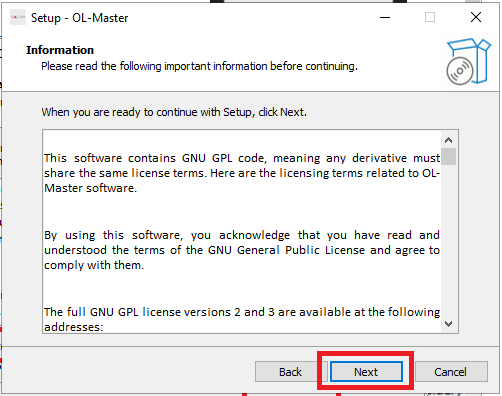 Setup - OL-Master
Information
Please read the following important information before continuing.
When you are ready to continue with Setup, click Next.
This software contains GNU GPL code, meaning any derivative must
share the same license terms. Here are the licensing terms related to OL-
Master software.
By using this software, you acknowledge that you have read and
understood the terms of the GNU General Public License and agree to
comply with them.
The full GNU GPL license versions 2 and 3 are available at the following
addresses:
Back
Next
Cancel